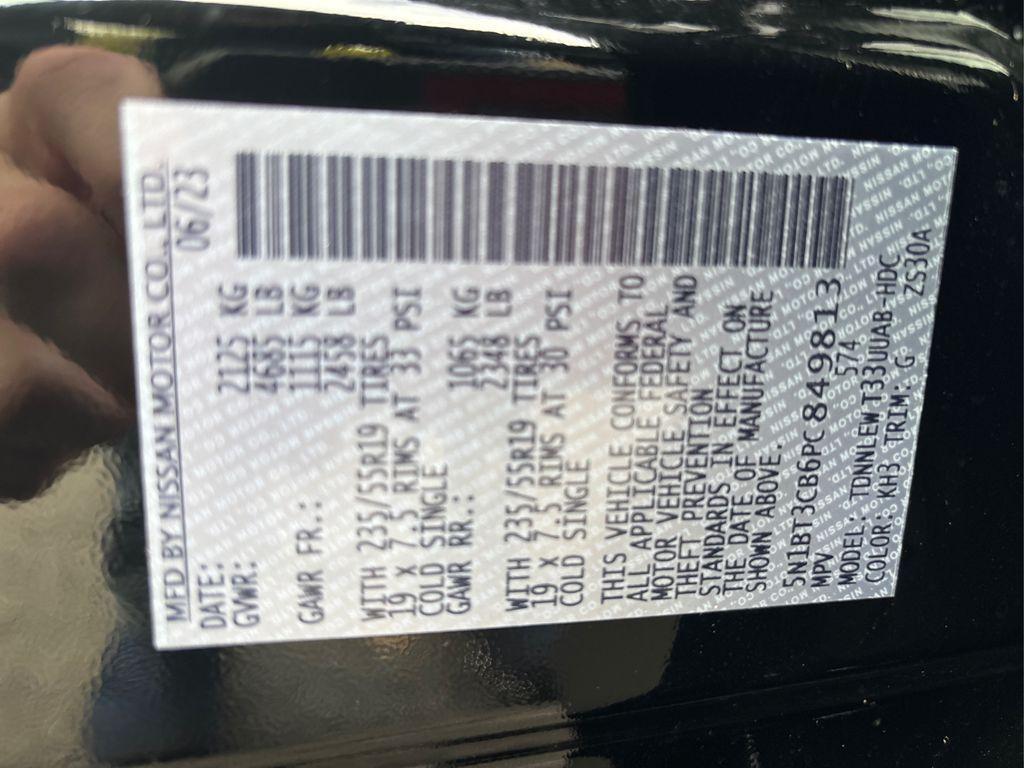 MFD BY NISSAN MOTOR CO., LTD.
DATE: 06/23
GVWR: 2125 KG
4685 LB
GAWR FR.: 1115 KG
2458 LB
WITH 235/55R19 TIRES
19 X 7.5 RIMS AT 33 PSI
COLD SINGLE
GAWR RR.: 1065 KG
2348 LB
WITH 235/55R19 TIRES
19 X 7.5 RIMS AT 30 PSI
COLD SINGLE
THIS VEHICLE CONFORMS TO
ALL APPLICABLE FEDERAL
MOTOR VEHICLE SAFETY AND
THEFT PREVENTION
STANDARDS IN EFFECT ON
THE DATE OF MANUFACTURE
SHOWN ABOVE.
5N1BT3CB6PC849813
MPV 574
MODEL: TDNNLEW T33UUAB-HDC
COLOR: KH3 TRIM: G ZS30A